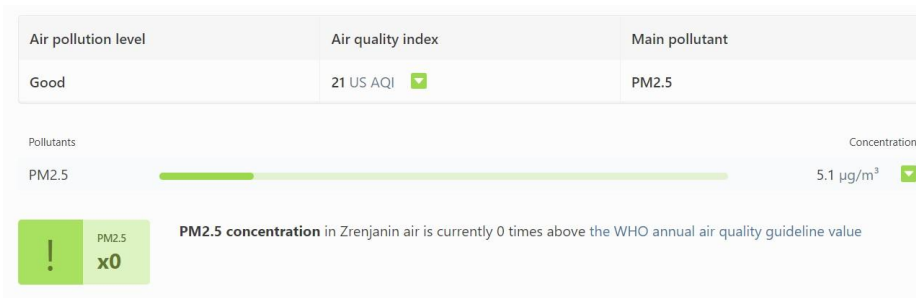 Air pollution level Air quality index Main pollutant
Good 21 US AQI PM2.5
Pollutants Concentration
PM2.5 5.1 µg/m³
! PM2.5 x0
PM2.5 concentration in Zrenjanin air is currently 0 times above the WHO annual air quality guideline value